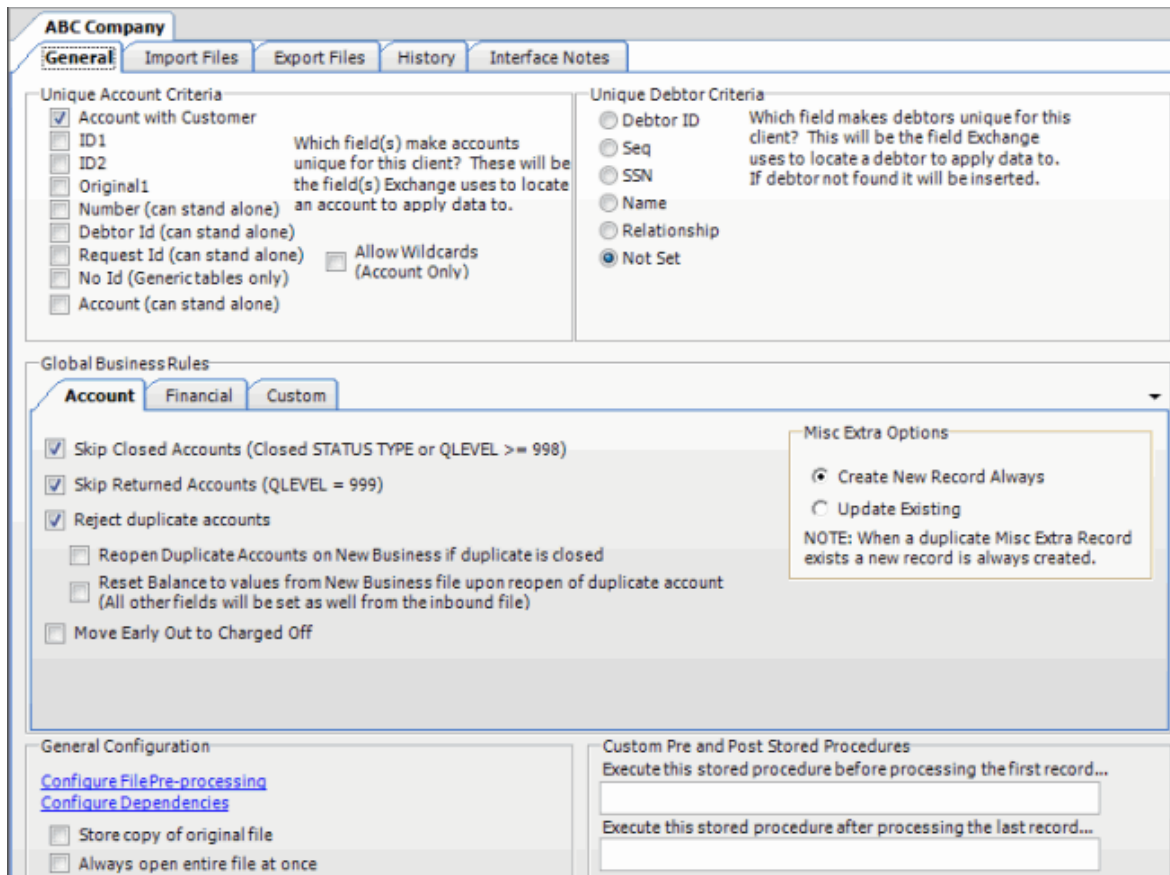 ABC Company
General
Import Files
Export Files
History
Interface Notes
Unique Account Criteria
Account with Customer
ID1
ID2
Original1
Number (can stand alone)
Debtor Id (can stand alone)
Request Id (can stand alone)
No Id (Generic tables only)
Account (can stand alone)
Which field(s) make accounts
unique for this client? These will be
the field(s) Exchange uses to locate
an account to apply data to.
Allow Wildcards
(Account Only)
Unique Debtor Criteria
Debtor ID
Seq
SSN
Name
Relationship
Not Set
Which field makes debtors unique for this
client? This will be the field Exchange
uses to locate a debtor to apply data to.
If debtor not found it will be inserted.
Global Business Rules
Account
Financial
Custom
Skip Closed Accounts (Closed STATUS TYPE or QLEVEL >= 998)
Skip Returned Accounts (QLEVEL = 999)
Reject duplicate accounts
Reopen Duplicate Accounts on New Business if duplicate is closed
Reset Balance to values from New Business file upon reopen of duplicate account
(All other fields will be set as well from the inbound file)
Move Early Out to Charged Off
Misc Extra Options
Create New Record Always
Update Existing
NOTE: When a duplicate Misc Extra Record
exists a new record is always created.
General Configuration
Configure File Pre-processing
Configure Dependencies
Store copy of original file
Always open entire file at once
Custom Pre and Post Stored Procedures
Execute this stored procedure before processing the first record...
Execute this stored procedure after processing the last record...